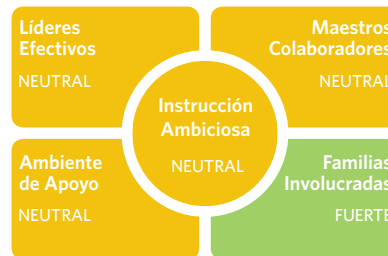 Líderes
Efectivos
NEUTRAL
Maestros
Colaboradores
NEUTRAL
Instrucción
Ambiciosa
NEUTRAL
Ambiente
de Apoyo
NEUTRAL
Familias
Involucradas
FUERTE